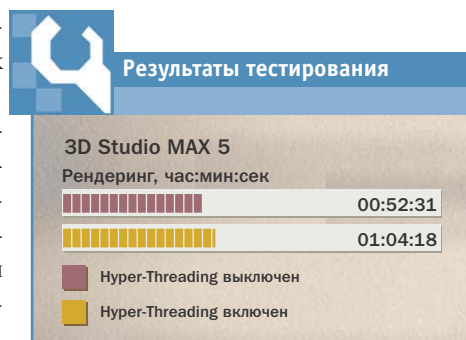 Результаты тестирования
3D Studio MAX 5
Рендеринг, час:мин:сек
00:52:31
01:04:18
Hyper-Threading выключен
Hyper-Threading включен